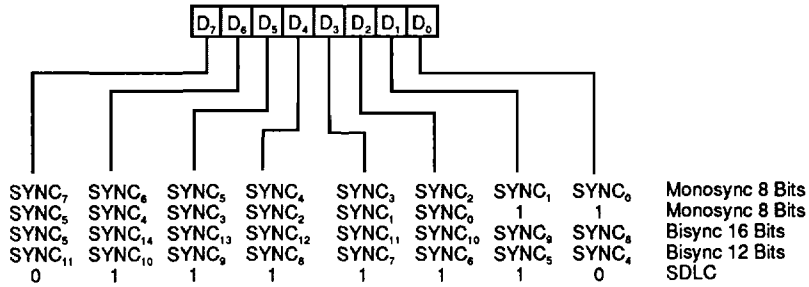 D₇ D₆ D₅ D₄ D₃ D₂ D₁ D₀
SYNC₇ SYNC₆ SYNC₅ SYNC₄ SYNC₃ SYNC₂ SYNC₁ SYNC₀ Monosync 8 Bits
SYNC₅ SYNC₄ SYNC₃ SYNC₂ SYNC₁ SYNC₀ 1 1 Monosync 8 Bits
SYNC₅ SYNC₁₄ SYNC₁₃ SYNC₁₂ SYNC₁₁ SYNC₁₀ SYNC₉ SYNC₈ Bisync 16 Bits
SYNC₁₁ SYNC₁₀ SYNC₉ SYNC₈ SYNC₇ SYNC₆ SYNC₅ SYNC₄ Bisync 12 Bits
0 1 1 1 1 1 1 0 SDLC